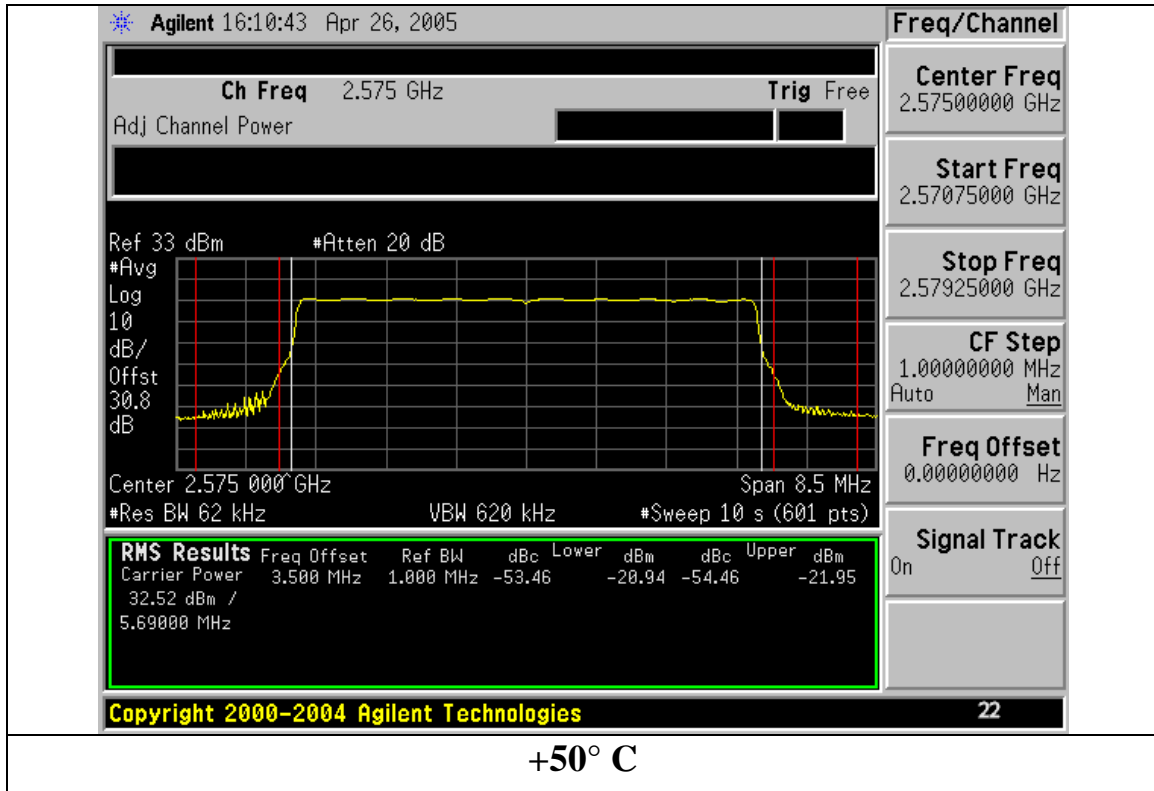 Agilent 16:10:43 Apr 26, 2005
Freq/Channel
Ch Freq 2.575 GHz
Trig Free
Adj Channel Power
Center Freq
2.57500000 GHz
Start Freq
2.57075000 GHz
Stop Freq
2.57925000 GHz
CF Step
1.00000000 MHz
Auto Man
Freq Offset
0.00000000 Hz
Signal Track
On Off
Ref 33 dBm #Atten 20 dB
#Avg
Log
10
dB/
Offst
30.8
dB
Center 2.575 000 GHz Span 8.5 MHz
#Res BW 62 kHz VBW 620 kHz #Sweep 10 s (601 pts)
RMS Results Freq Offset Ref BW dBc Lower dBm dBc Upper dBm
Carrier Power 3.500 MHz 1.000 MHz -53.46 -20.94 -54.46 -21.95
32.52 dBm /
5.69000 MHz
Copyright 2000-2004 Agilent Technologies
22
+50° C